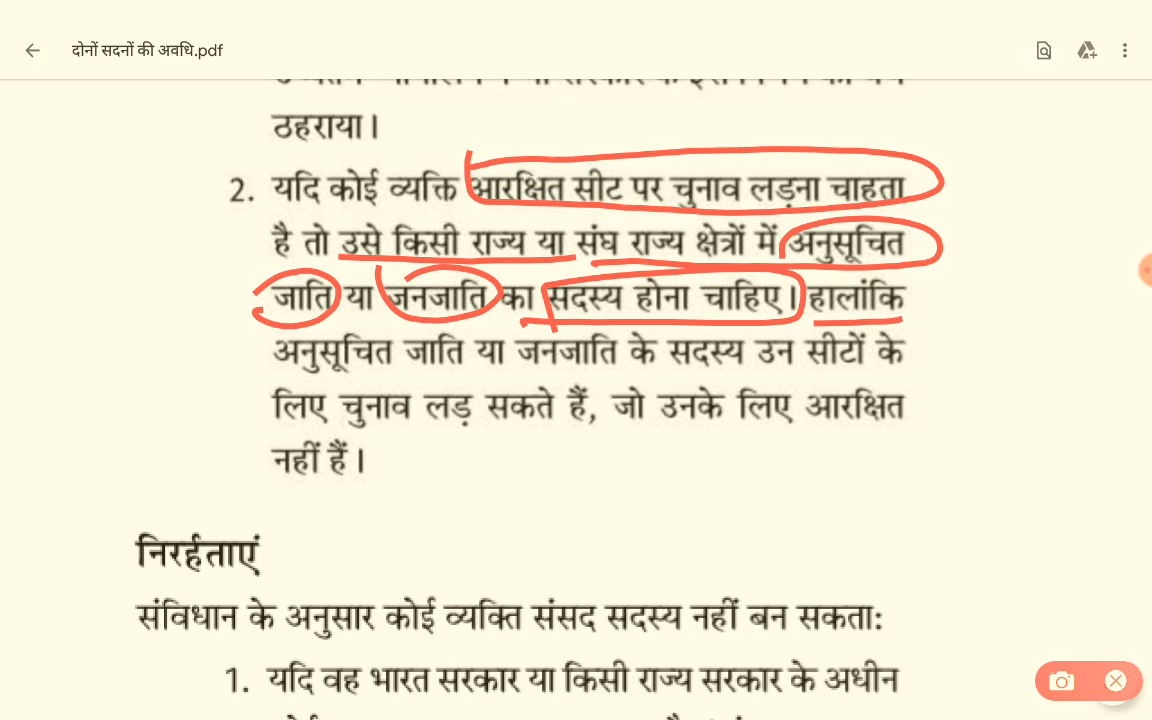 दोनों सदनों की अवधि.pdf
ठहराया।
2. यदि कोई व्यक्ति आरक्षित सीट पर चुनाव लड़ना चाहता
है तो उसे किसी राज्य या संघ राज्य क्षेत्रों में अनुसूचित
जाति या जनजाति का सदस्य होना चाहिए। हालांकि
अनुसूचित जाति या जनजाति के सदस्य उन सीटों के
लिए चुनाव लड़ सकते हैं, जो उनके लिए आरक्षित
नहीं हैं।
निरर्हताएं
संविधान के अनुसार कोई व्यक्ति संसद सदस्य नहीं बन सकता:
1. यदि वह भारत सरकार या किसी राज्य सरकार के अधीन